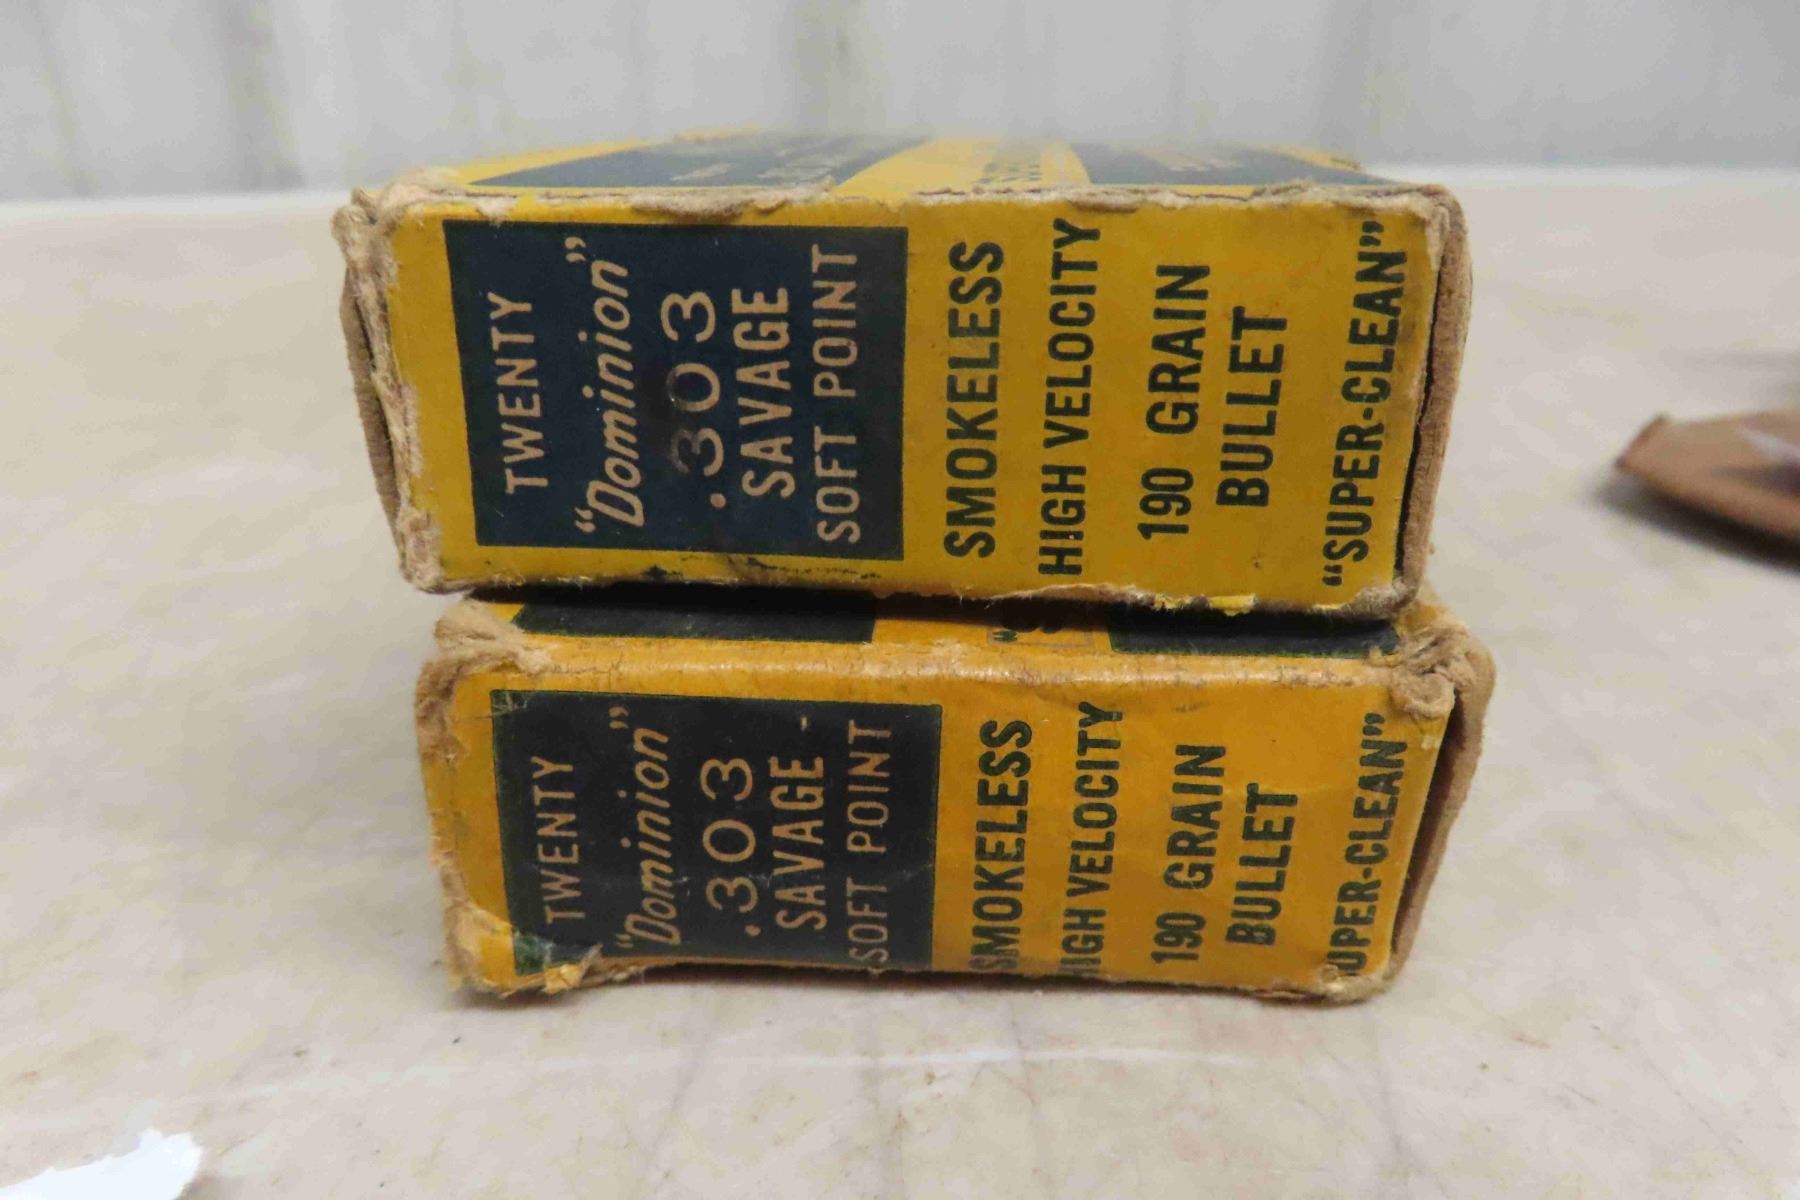 TWENTY
"Dominion"
.303
SAVAGE
SOFT POINT
SMOKELESS
HIGH VELOCITY
190 GRAIN
BULLET
"SUPER-CLEAN"
TWENTY
"Dominion"
.303
SAVAGE -
SOFT POINT
SMOKELESS
HIGH VELOCITY
190 GRAIN
BULLET
SUPER-CLEAN"